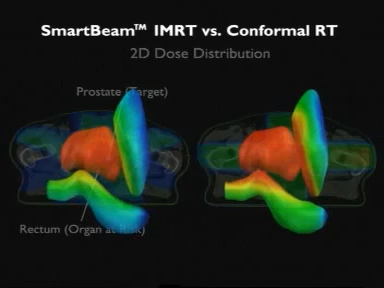 SmartBeam™ IMRT vs. Conformal RT
2D Dose Distribution
Prostate (Target)
Rectum (Organ at Risk)